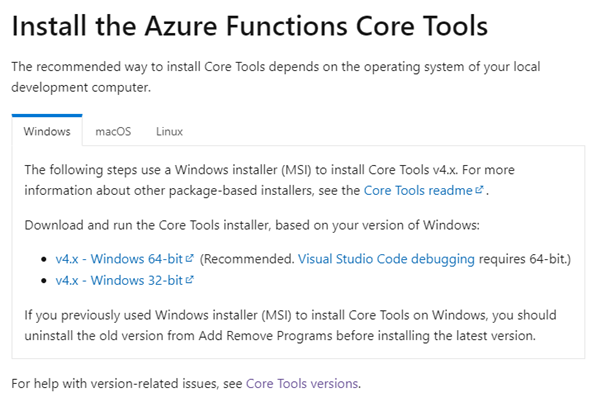 Install the Azure Functions Core Tools
The recommended way to install Core Tools depends on the operating system of your local
development computer.
Windows macOS Linux
The following steps use a Windows installer (MSI) to install Core Tools v4.x. For more
information about other package-based installers, see the Core Tools readme .
Download and run the Core Tools installer, based on your version of Windows:
• v4.x - Windows 64-bit (Recommended. Visual Studio Code debugging requires 64-bit.)
• v4.x - Windows 32-bit
If you previously used Windows installer (MSI) to install Core Tools on Windows, you should
uninstall the old version from Add Remove Programs before installing the latest version.
For help with version-related issues, see Core Tools versions.